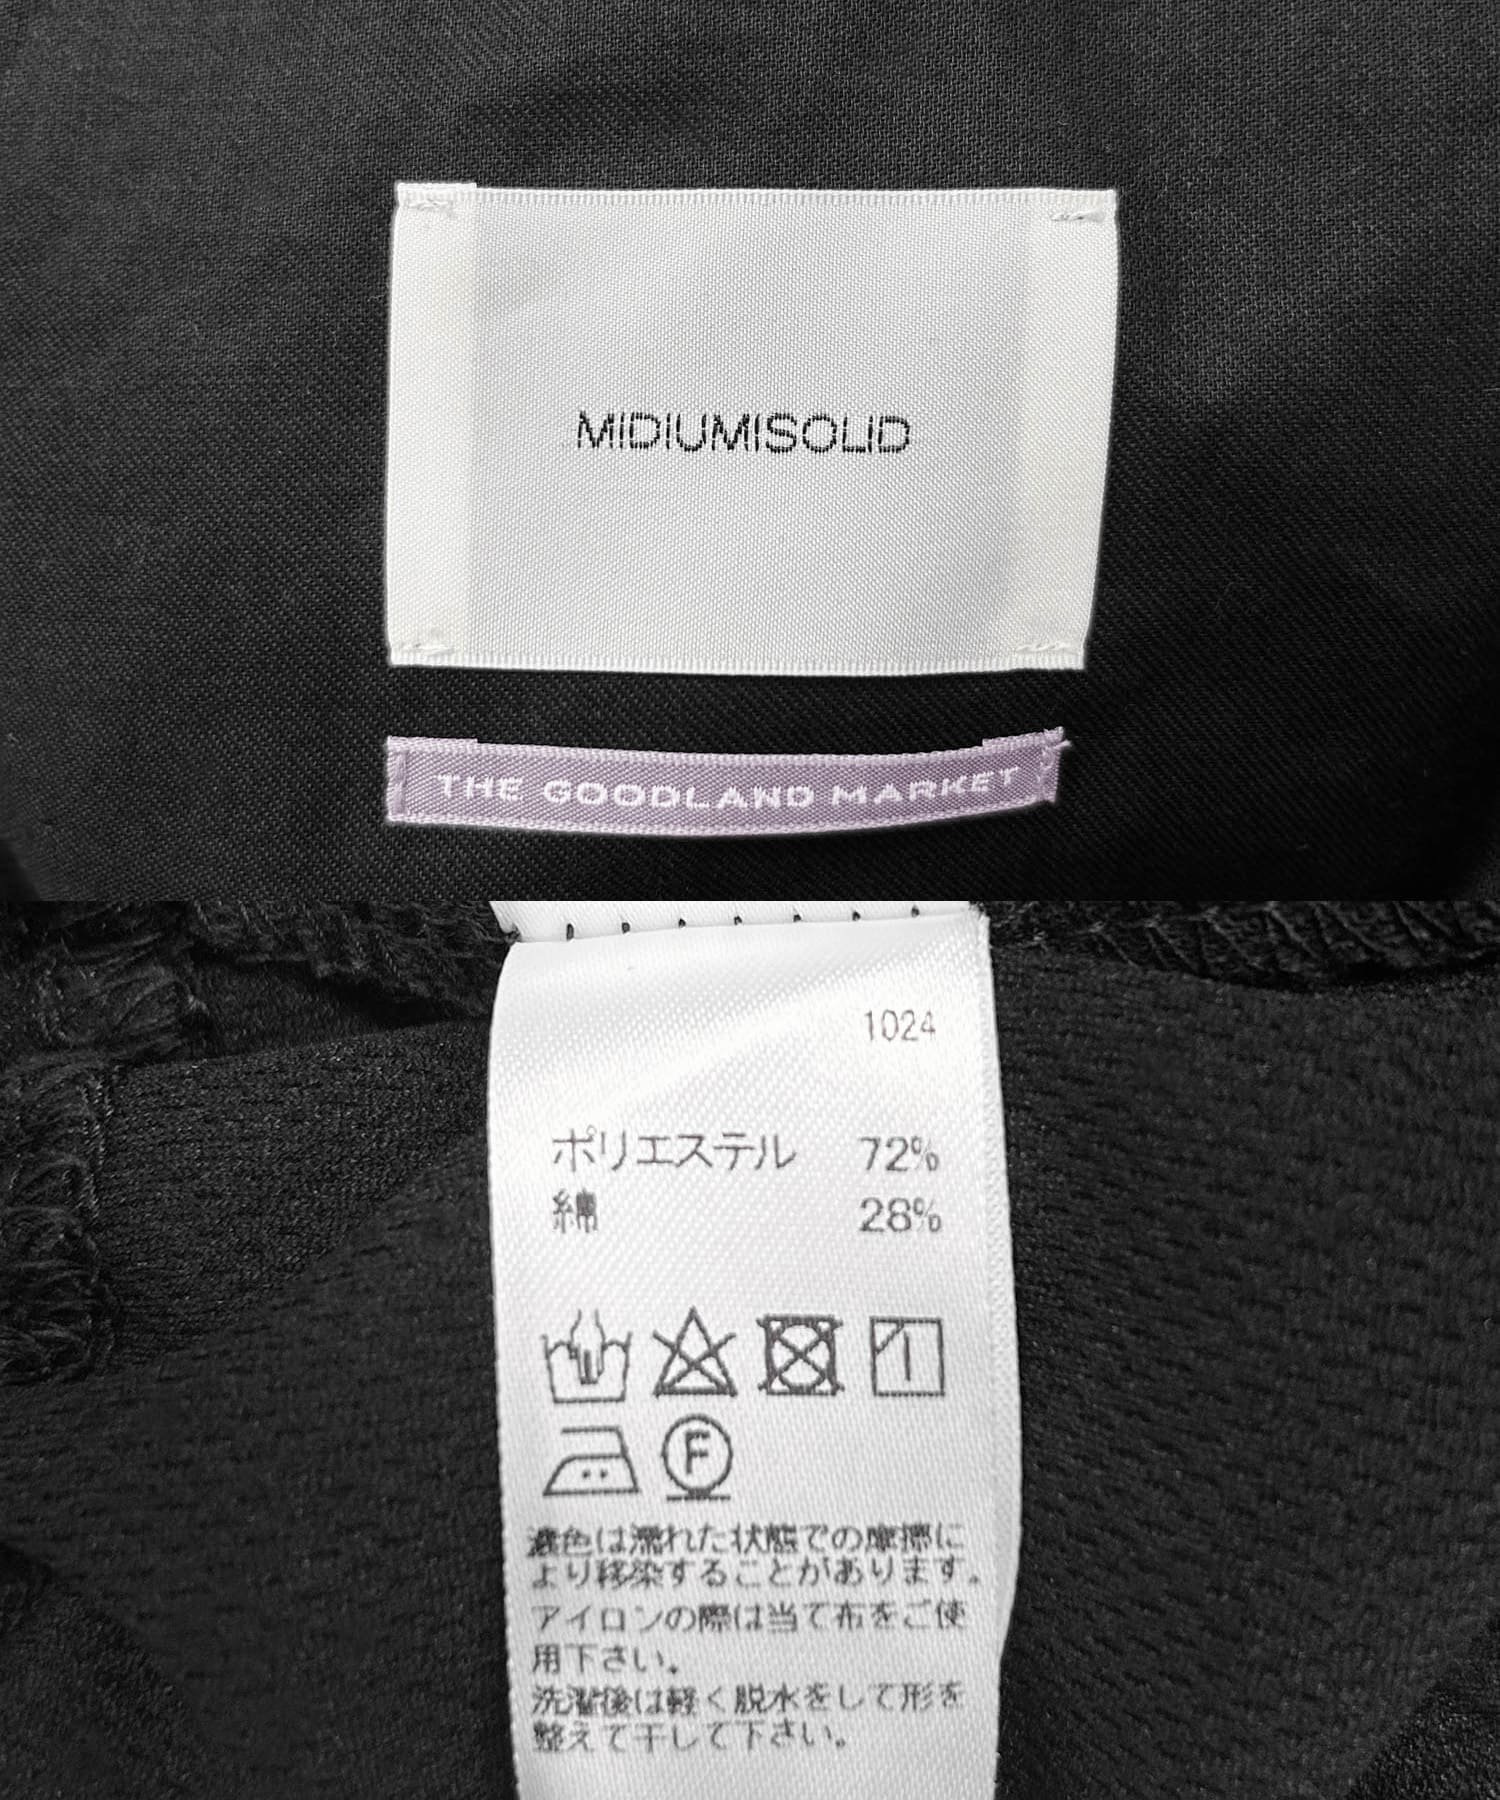 MIDIUMISOLID
THE GOODLAND MARKET
1024
ポリエステル 72%
綿 28%
F
濃色は濡れた状態での摩擦に
より移染することがあります。
アイロンの際は当て布をご使
用下さい。
洗濯後は軽く脱水をして形を
整えて干して下さい。